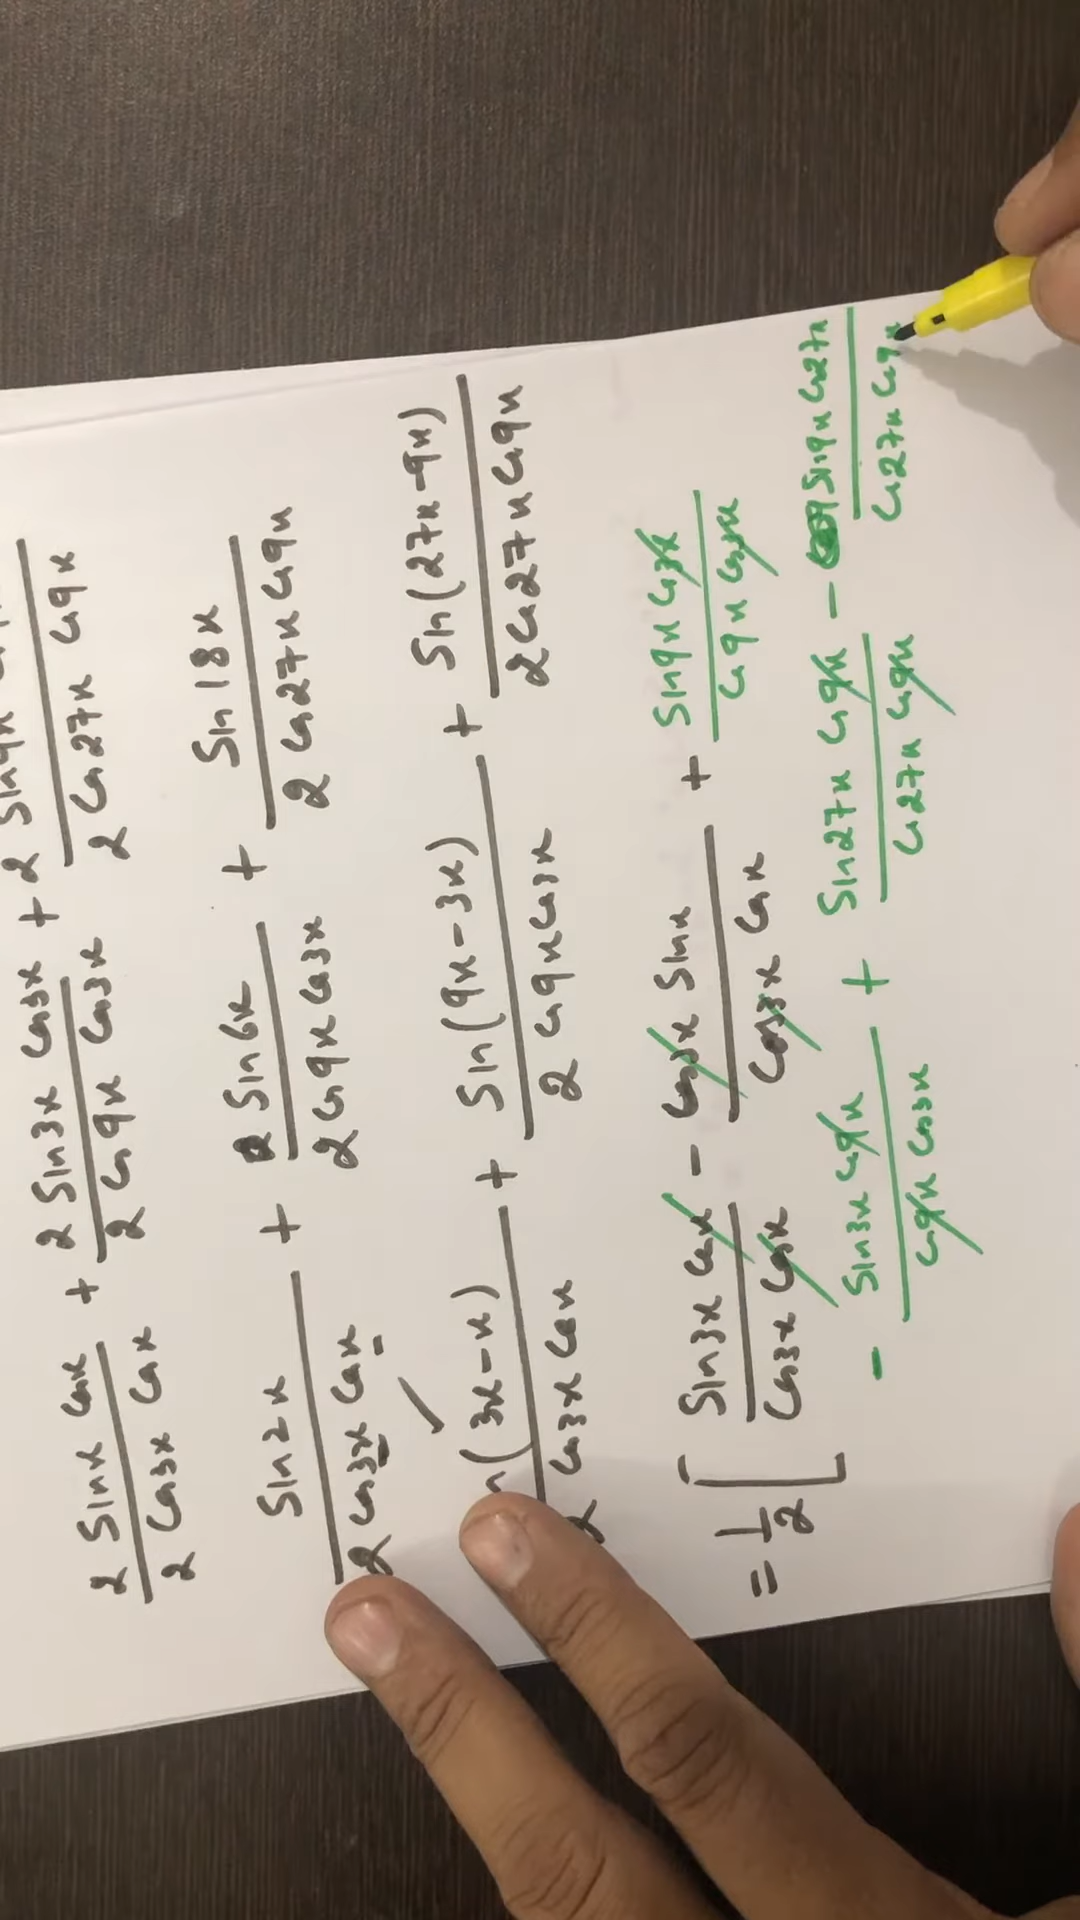 2 Sinx Cosx / 2 Cos3x Cosx + 2 Sin3x Cos3x / 2 Cos9x Cos3x + 2 / 2 Cos27x Cos9x
Sin2x / 2 Cos3x Cosx + Sin6x / 2 Cos9x Cos3x + Sin18x / 2 Cos27x Cos9x
(3x-x) / Cos3x Cosx + Sin(9x-3x) / 2 Cos9x Cos3x + Sin(27x-9x) / 2 Cos27x Cos9x
= 1/2 [ Sin3x Cosx / Cos3x Cosx - Cos3x Sinx / Cos3x Cosx + Sin9x Cos3x / Cos9x Cos3x
- Sin3x Cos9x / Cos9x Cos3x + Sin27x Cos9x / Cos27x Cos9x - Sin9x Cos27x / Cos27x Cos9x